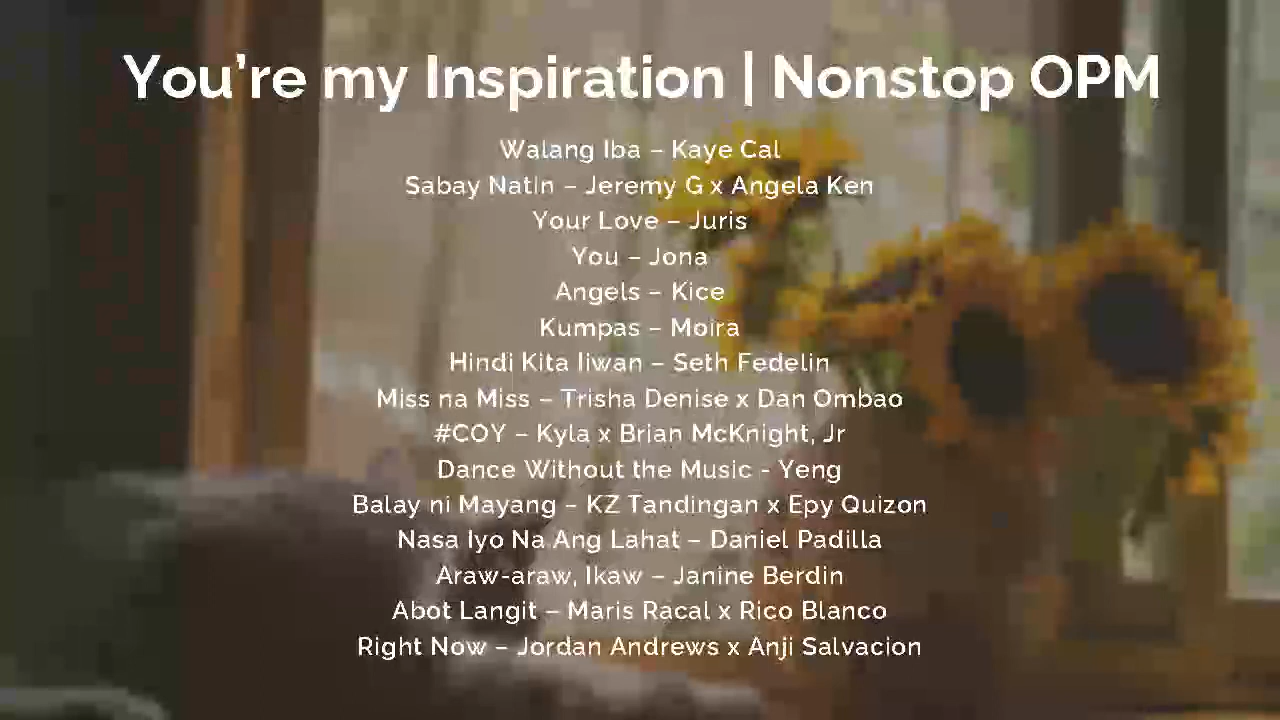 You're my Inspiration | Nonstop OPM
Walang Iba – Kaye Cal
Sabay Natin – Jeremy G x Angela Ken
Your Love – Juris
You – Jona
Angels – Kice
Kumpas – Moira
Hindi Kita Iiwan – Seth Fedelin
Miss na Miss – Trisha Denise x Dan Ombao
#COY – Kyla x Brian McKnight, Jr
Dance Without the Music - Yeng
Balay ni Mayang – KZ Tandingan x Epy Quizon
Nasa Iyo Na Ang Lahat – Daniel Padilla
Araw-araw, Ikaw – Janine Berdin
Abot Langit – Maris Racal x Rico Blanco
Right Now – Jordan Andrews x Anji Salvacion